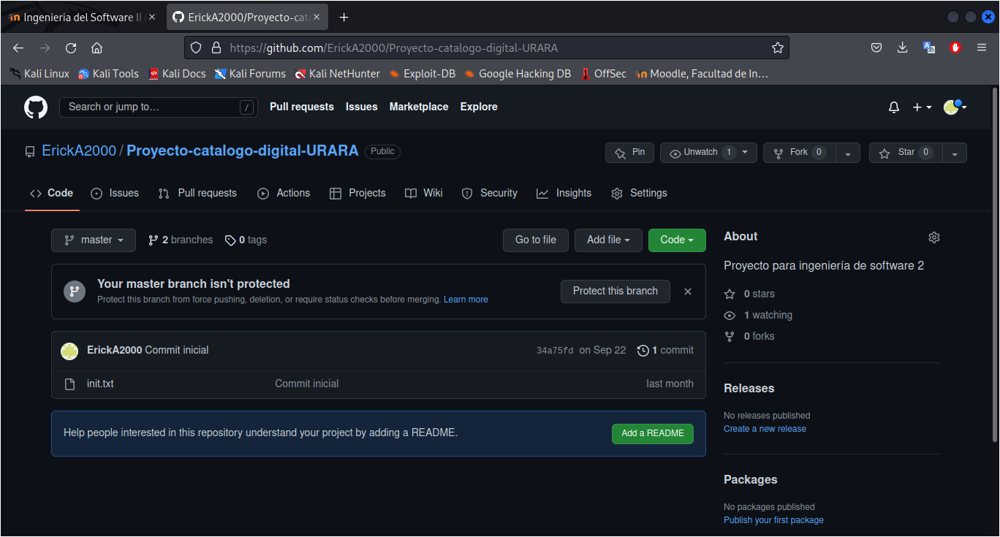 Ingenieria del Software II
ErickA2000/Proyecto-cat
https://github.com/ErickA2000/Proyecto-catalogo-digital-URARA
Kali Linux Kali Tools Kali Docs Kali Forums Kali NetHunter Exploit-DB Google Hacking DB OffSec Moodle, Facultad de In…
Search or jump to… / Pull requests Issues Marketplace Explore
ErickA2000 / Proyecto-catalogo-digital-URARA Public
Pin Unwatch 1 Fork 0 Star 0
Code Issues Pull requests Actions Projects Wiki Security Insights Settings
master 2 branches 0 tags Go to file Add file Code
Your master branch isn't protected
Protect this branch from force pushing, deletion, or require status checks before merging. Learn more
Protect this branch
ErickA2000 Commit inicial 34a75fd on Sep 22 1 commit
init.txt Commit inicial last month
Help people interested in this repository understand your project by adding a README. Add a README
About
Proyecto para ingeniería de software 2
0 stars
1 watching
0 forks
Releases
No releases published
Create a new release
Packages
No packages published
Publish your first package